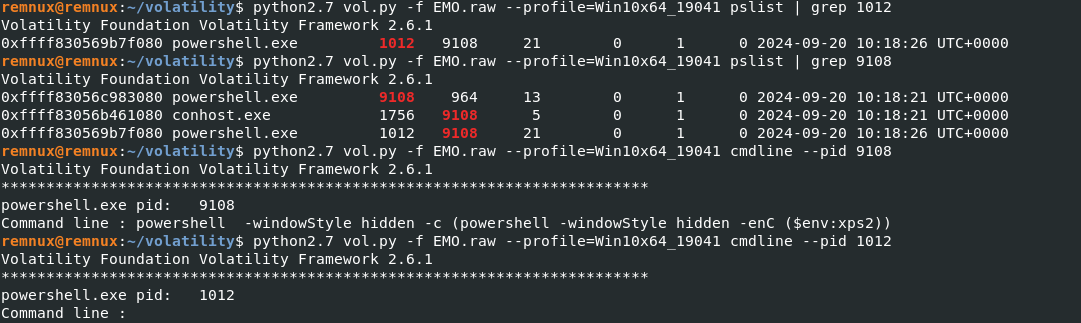 remnux@remnux:~/volatility$ python2.7 vol.py -f EMO.raw --profile=Win10x64_19041 pslist | grep 1012
Volatility Foundation Volatility Framework 2.6.1
0xffff830569b7f080 powershell.exe         1012   9108     21        0      1      0 2024-09-20 10:18:26 UTC+0000
remnux@remnux:~/volatility$ python2.7 vol.py -f EMO.raw --profile=Win10x64_19041 pslist | grep 9108
Volatility Foundation Volatility Framework 2.6.1
0xffff83056c983080 powershell.exe         9108    964     13        0      1      0 2024-09-20 10:18:21 UTC+0000
0xffff83056b461080 conhost.exe            1756   9108      5        0      1      0 2024-09-20 10:18:21 UTC+0000
0xffff830569b7f080 powershell.exe         1012   9108     21        0      1      0 2024-09-20 10:18:26 UTC+0000
remnux@remnux:~/volatility$ python2.7 vol.py -f EMO.raw --profile=Win10x64_19041 cmdline --pid 9108
Volatility Foundation Volatility Framework 2.6.1
************************************************************************
powershell.exe pid:   9108
Command line : powershell  -windowStyle hidden -c (powershell -windowStyle hidden -enC ($env:xps2))
remnux@remnux:~/volatility$ python2.7 vol.py -f EMO.raw --profile=Win10x64_19041 cmdline --pid 1012
Volatility Foundation Volatility Framework 2.6.1
************************************************************************
powershell.exe pid:   1012
Command line :